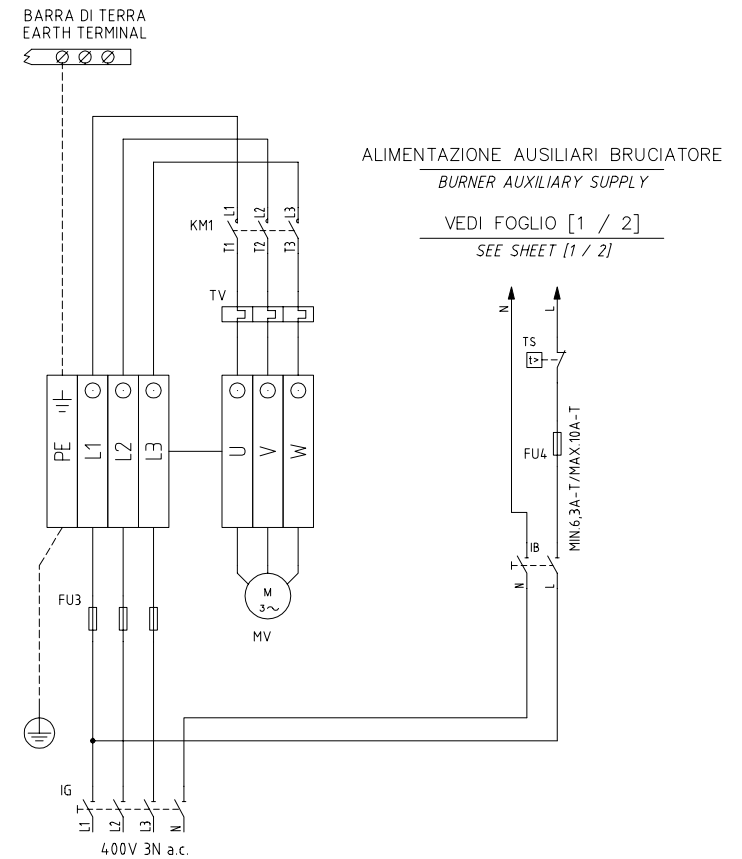 BARRA DI TERRA
EARTH TERMINAL
ALIMENTAZIONE AUSILIARI BRUCIATORE
BURNER AUXILIARY SUPPLY
VEDI FOGLIO [1 / 2]
SEE SHEET [1 / 2]
KM1
L1
L2
L3
T1
T2
T3
TV
N
L
TS
t>
FU4
MIN.6,3A-T/MAX.10A-T
PE
L1
L2
L3
U
V
W
IB
N
L
M
3~
MV
FU3
IG
L1
L2
L3
N
400V 3N a.c.